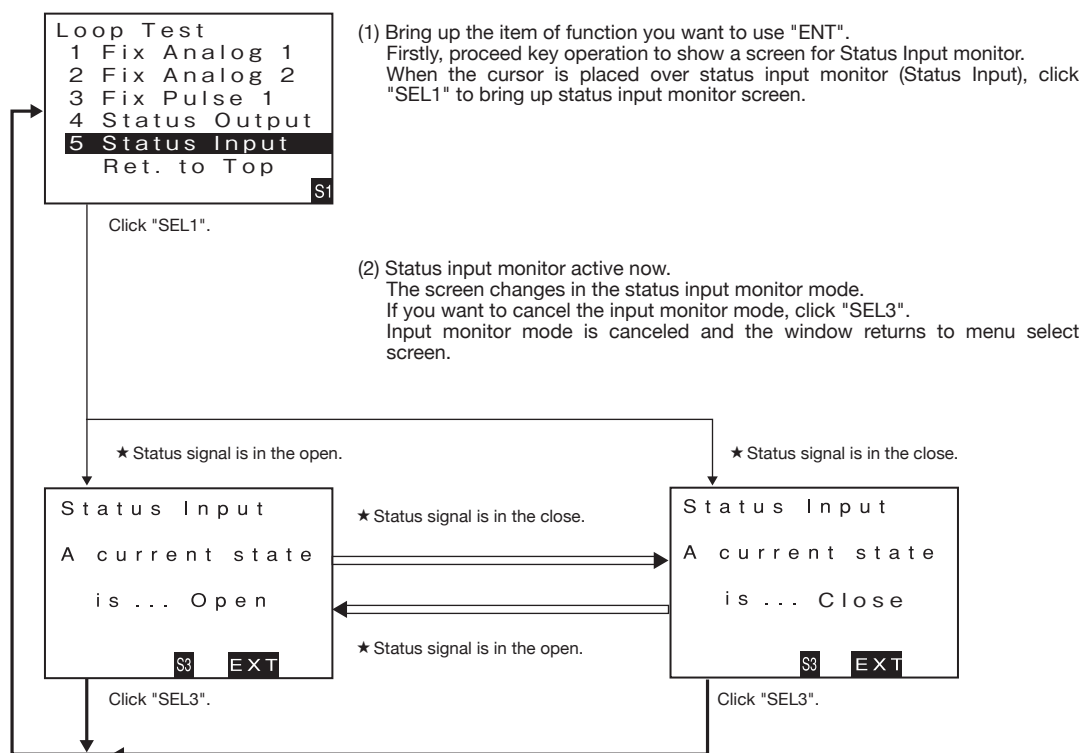 Loop Test
1 Fix Analog 1
2 Fix Analog 2
3 Fix Pulse 1
4 Status Output
5 Status Input
Ret. to Top
S1
Click "SEL1".
(1) Bring up the item of function you want to use "ENT".
Firstly, proceed key operation to show a screen for Status Input monitor.
When the cursor is placed over status input monitor (Status Input), click
"SEL1" to bring up status input monitor screen.
(2) Status input monitor active now.
The screen changes in the status input monitor mode.
If you want to cancel the input monitor mode, click "SEL3".
Input monitor mode is canceled and the window returns to menu select
screen.
★ Status signal is in the open.
★ Status signal is in the close.
Status Input
A current state
is ... Open
S3 EXT
Click "SEL3".
★ Status signal is in the close.
★ Status signal is in the open.
Status Input
A current state
is ... Close
S3 EXT
Click "SEL3".